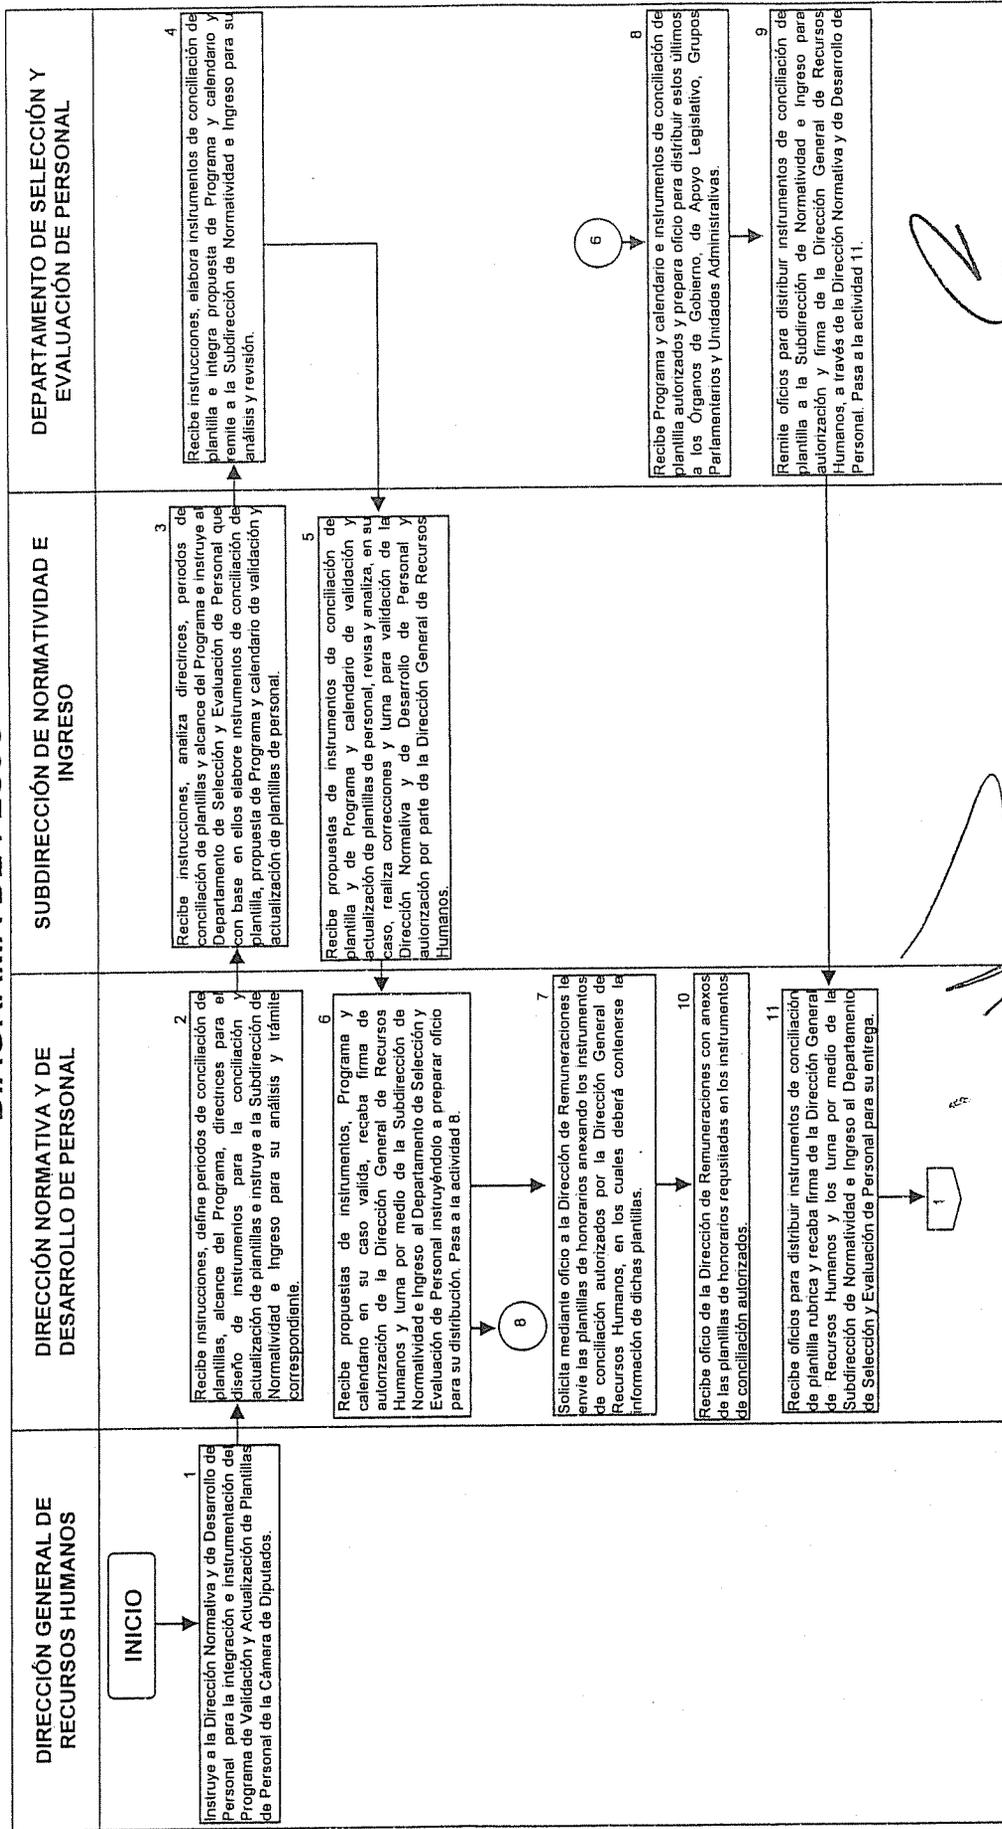 DIRECCIÓN GENERAL DE
RECURSOS HUMANOS
DIRECCIÓN NORMATIVA Y DE
DESARROLLO DE PERSONAL
SUBDIRECCIÓN DE NORMATIVIDAD E
INGRESO
DEPARTAMENTO DE SELECCIÓN Y
EVALUACIÓN DE PERSONAL
INICIO
1
Instruye a la Dirección Normativa y de Desarrollo de
Personal para la integración e instrumentación del
Programa de Validación y Actualización de Plantillas
de Personal de la Cámara de Diputados.
2
Recibe instrucciones, define periodos de conciliación de
plantillas, alcance del Programa, directrices para el
diseño de instrumentos para la conciliación y
actualización de plantillas e instruye a la Subdirección de
Normatividad e Ingreso para su análisis y trámite
correspondiente.
3
Recibe instrucciones, analiza directrices, periodos de
conciliación de plantillas y alcance del Programa e instruye al
Departamento de Selección y Evaluación de Personal que
con base en ellos elabore instrumentos de conciliación de
plantilla, propuesta de Programa y calendario de validación y
actualización de plantillas de personal.
4
Recibe instrucciones, elabora instrumentos de conciliación de
plantilla e integra propuesta de Programa y calendario y
remite a la Subdirección de Normatividad e Ingreso para su
análisis y revisión.
5
Recibe propuestas de instrumentos de conciliación de
plantilla y de Programa y calendario de validación y
actualización de plantillas de personal, revisa y analiza, en su
caso, realiza correcciones y turna para validación de la
Dirección Normativa y de Desarrollo de Personal y
autorización por parte de la Dirección General de Recursos
Humanos.
6
Recibe propuestas de instrumentos, Programa y
calendario en su caso valida, recaba firma de
autorización de la Dirección General de Recursos
Humanos y turna por medio de la Subdirección de
Normatividad e Ingreso al Departamento de Selección y
Evaluación de Personal instruyéndolo a preparar oficio
para su distribución. Pasa a la actividad 8.
8
7
Solicita mediante oficio a la Dirección de Remuneraciones le
envíe las plantillas de honorarios anexando los instrumentos
de conciliación autorizados por la Dirección General de
Recursos Humanos, en los cuales deberá contenerse la
información de dichas plantillas.
6
8
Recibe Programa y calendario e instrumentos de conciliación de
plantilla autorizados y prepara oficio para distribuir estos últimos
a los Órganos de Gobierno, de Apoyo Legislativo, Grupos
Parlamentarios y Unidades Administrativas.
9
Remite oficios para distribuir instrumentos de conciliación de
plantilla a la Subdirección de Normatividad e Ingreso para
autorización y firma de la Dirección General de Recursos
Humanos, a través de la Dirección Normativa y de Desarrollo de
Personal. Pasa a la actividad 11.
10
Recibe oficio de la Dirección de Remuneraciones con anexos
de las plantillas de honorarios requsitadas en los instrumentos
de conciliación autorizados.
11
Recibe oficios para distribuir instrumentos de conciliación
de plantilla rubrica y recaba firma de la Dirección General
de Recursos Humanos y los turna por medio de la
Subdirección de Normatividad e Ingreso al Departamento
de Selección y Evaluación de Personal para su entrega.
1